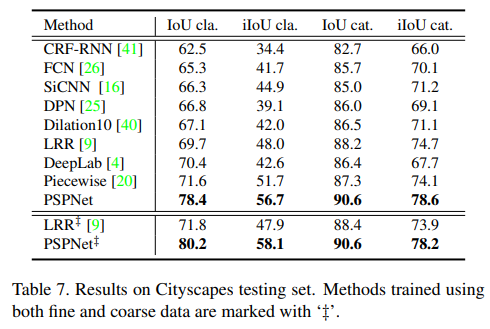 Method IoU cla. iIoU cla. IoU cat. iIoU cat.
CRF-RNN [41] 62.5 34.4 82.7 66.0
FCN [26] 65.3 41.7 85.7 70.1
SiCNN [16] 66.3 44.9 85.0 71.2
DPN [25] 66.8 39.1 86.0 69.1
Dilation10 [40] 67.1 42.0 86.5 71.1
LRR [9] 69.7 48.0 88.2 74.7
DeepLab [4] 70.4 42.6 86.4 67.7
Piecewise [20] 71.6 51.7 87.3 74.1
PSPNet 78.4 56.7 90.6 78.6
LRR‡ [9] 71.8 47.9 88.4 73.9
PSPNet‡ 80.2 58.1 90.6 78.2
Table 7. Results on Cityscapes testing set. Methods trained using
both fine and coarse data are marked with ‘‡’.